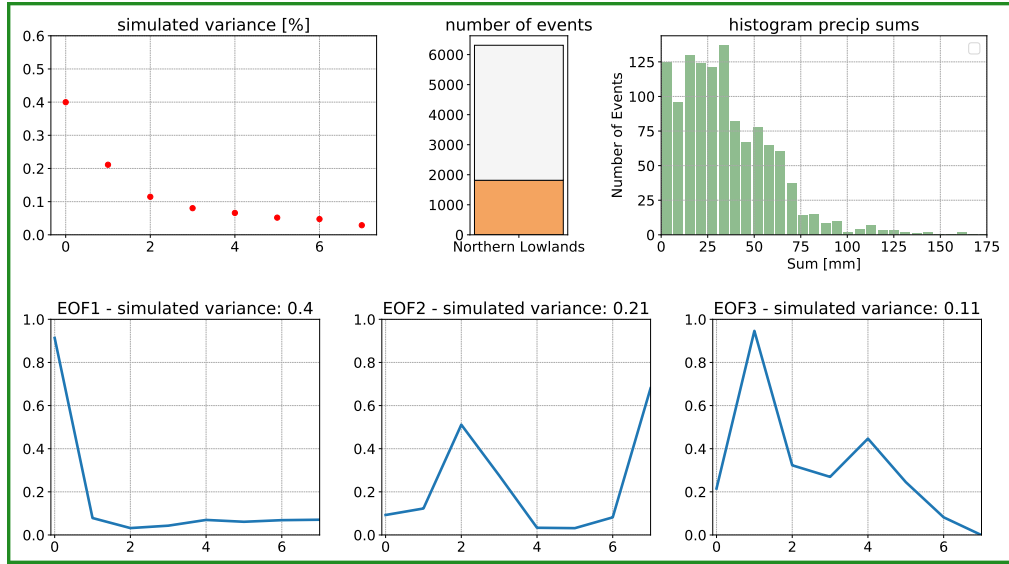 simulated variance [%]
0.6
0.5
0.4
0.3
0.2
0.1
0.0
0 2 4 6
number of events
6000
5000
4000
3000
2000
1000
0
Northern Lowlands
histogram precip sums
Number of Events
125
100
75
50
25
0
0 25 50 75 100 125 150 175
Sum [mm]
EOF1 - simulated variance: 0.4
1.0
0.8
0.6
0.4
0.2
0.0
0 2 4 6
EOF2 - simulated variance: 0.21
1.0
0.8
0.6
0.4
0.2
0.0
0 2 4 6
EOF3 - simulated variance: 0.11
1.0
0.8
0.6
0.4
0.2
0.0
0 2 4 6